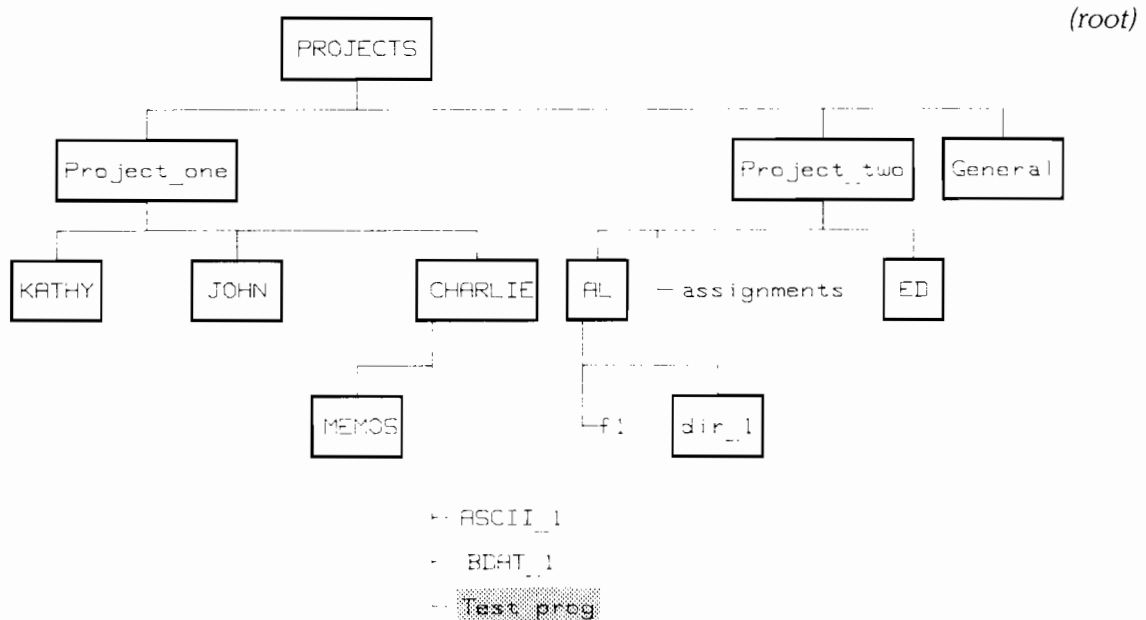 (root)
PROJECTS
Project_one
Project_two
General
KATHY
JOHN
CHARLIE
AL
assignments
ED
MEMOS
f1
dir_1
ASCII_1
BDAT_1
Test prog